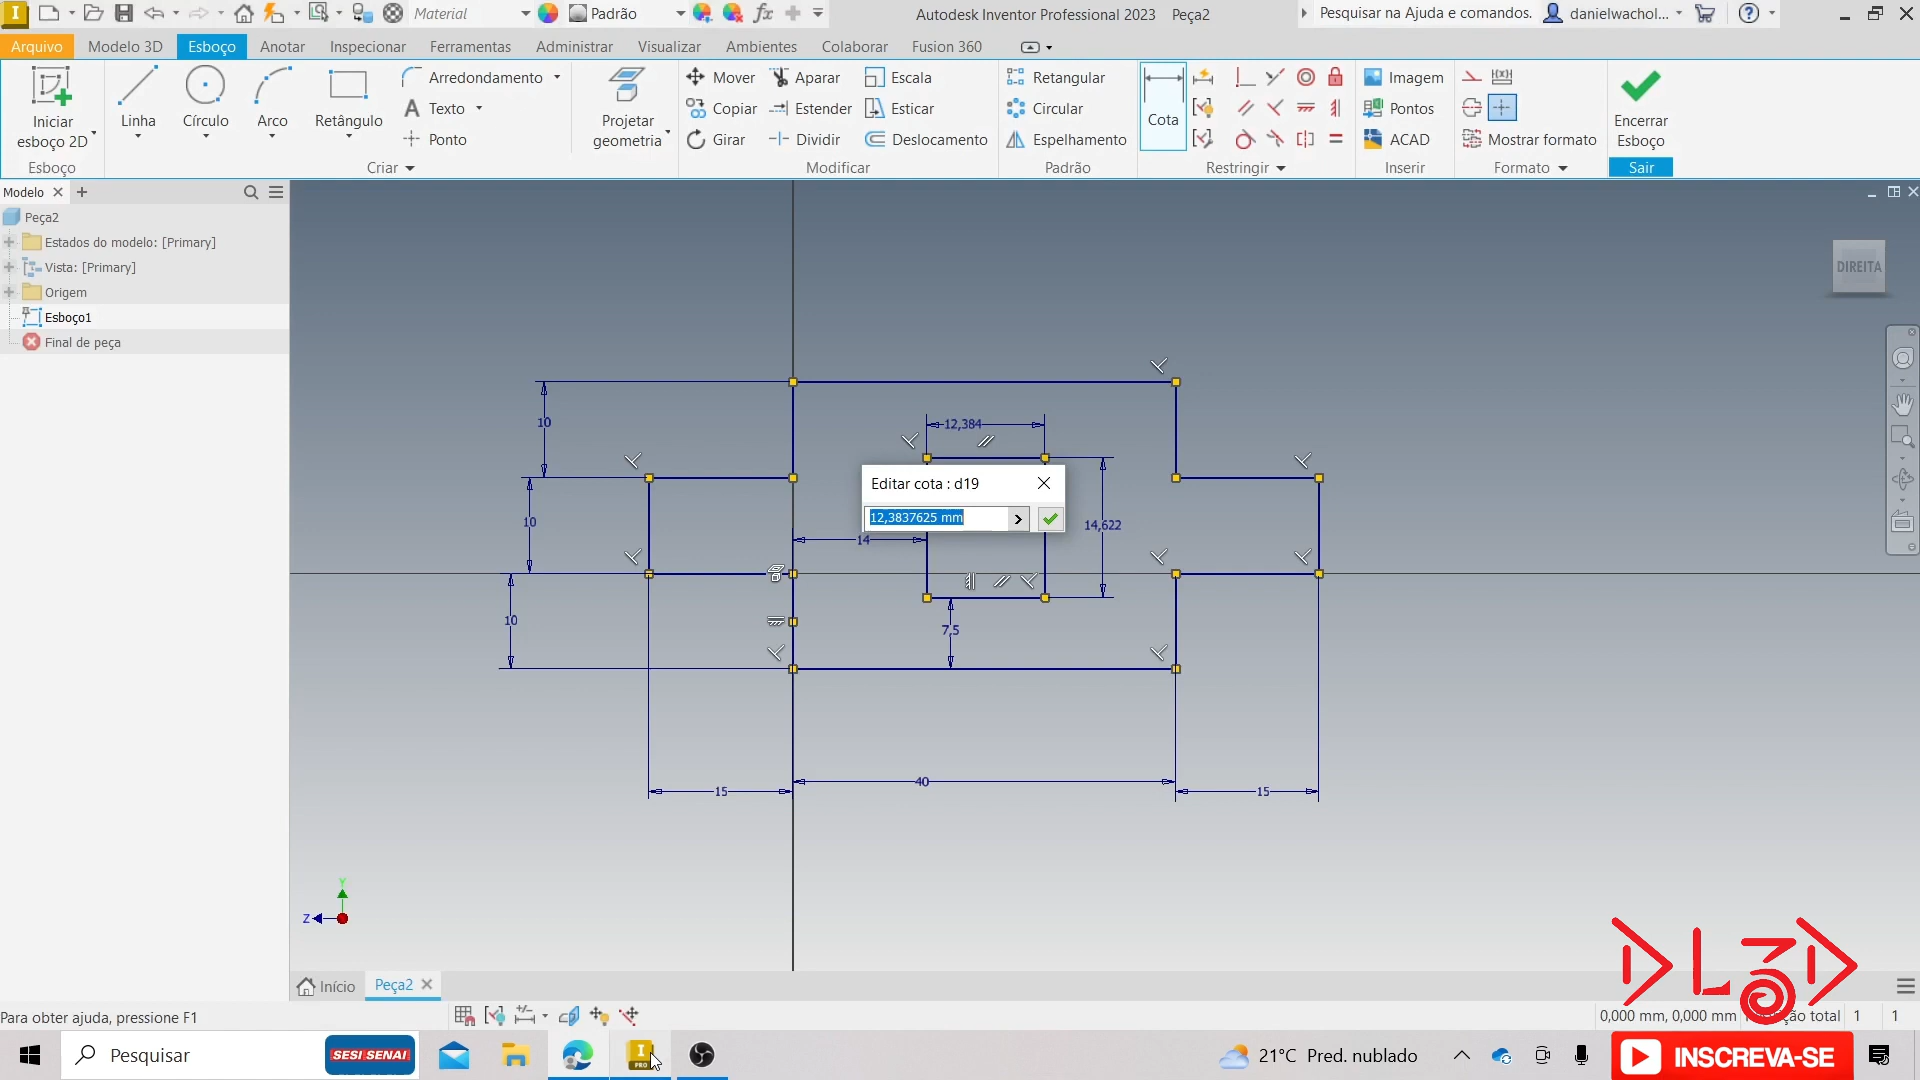 Material
Padrão
Autodesk Inventor Professional 2023 Peça2
Pesquisar na Ajuda e comandos.
danielwachol...
Arquivo Modelo 3D Esboço Anotar Inspecionar Ferramentas Administrar Visualizar Ambientes Colaborar Fusion 360
Iniciar esboço 2D
Linha Círculo Arco Retângulo
Arredondamento
Texto
Ponto
Projetar geometria
Mover Aparar Escala
Copiar Estender Esticar
Girar Dividir Deslocamento
Retangular
Circular
Espelhamento
Cota
Imagem
Pontos
ACAD
Mostrar formato
Encerrar Esboço
Esboço Criar Modificar Padrão Restringir Inserir Formato Sair
Modelo
Peça2
Estados do modelo: [Primary]
Vista: [Primary]
Origem
Esboço1
Final de peça
DIREITA
10
12,384
Editar cota : d19
12,3837625 mm
10
14
14,622
10
7,5
15
40
15
Y
Z
Início
Peça2
Para obter ajuda, pressione F1
0,000 mm, 0,000 mm
ção total
1
1
DL3D
Pesquisar
SESI SENAI
I
PRO
21°C Pred. nublado
INSCREVA-SE